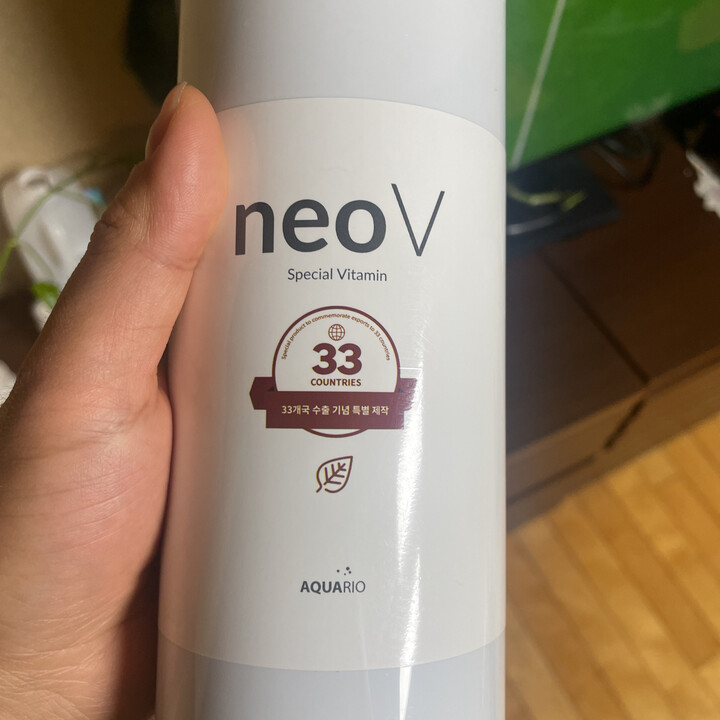 neo V
Special Vitamin
Special product to commemorate exports to 33 countries
33
COUNTRIES
33개국 수출 기념 특별 제작
AQUARIO